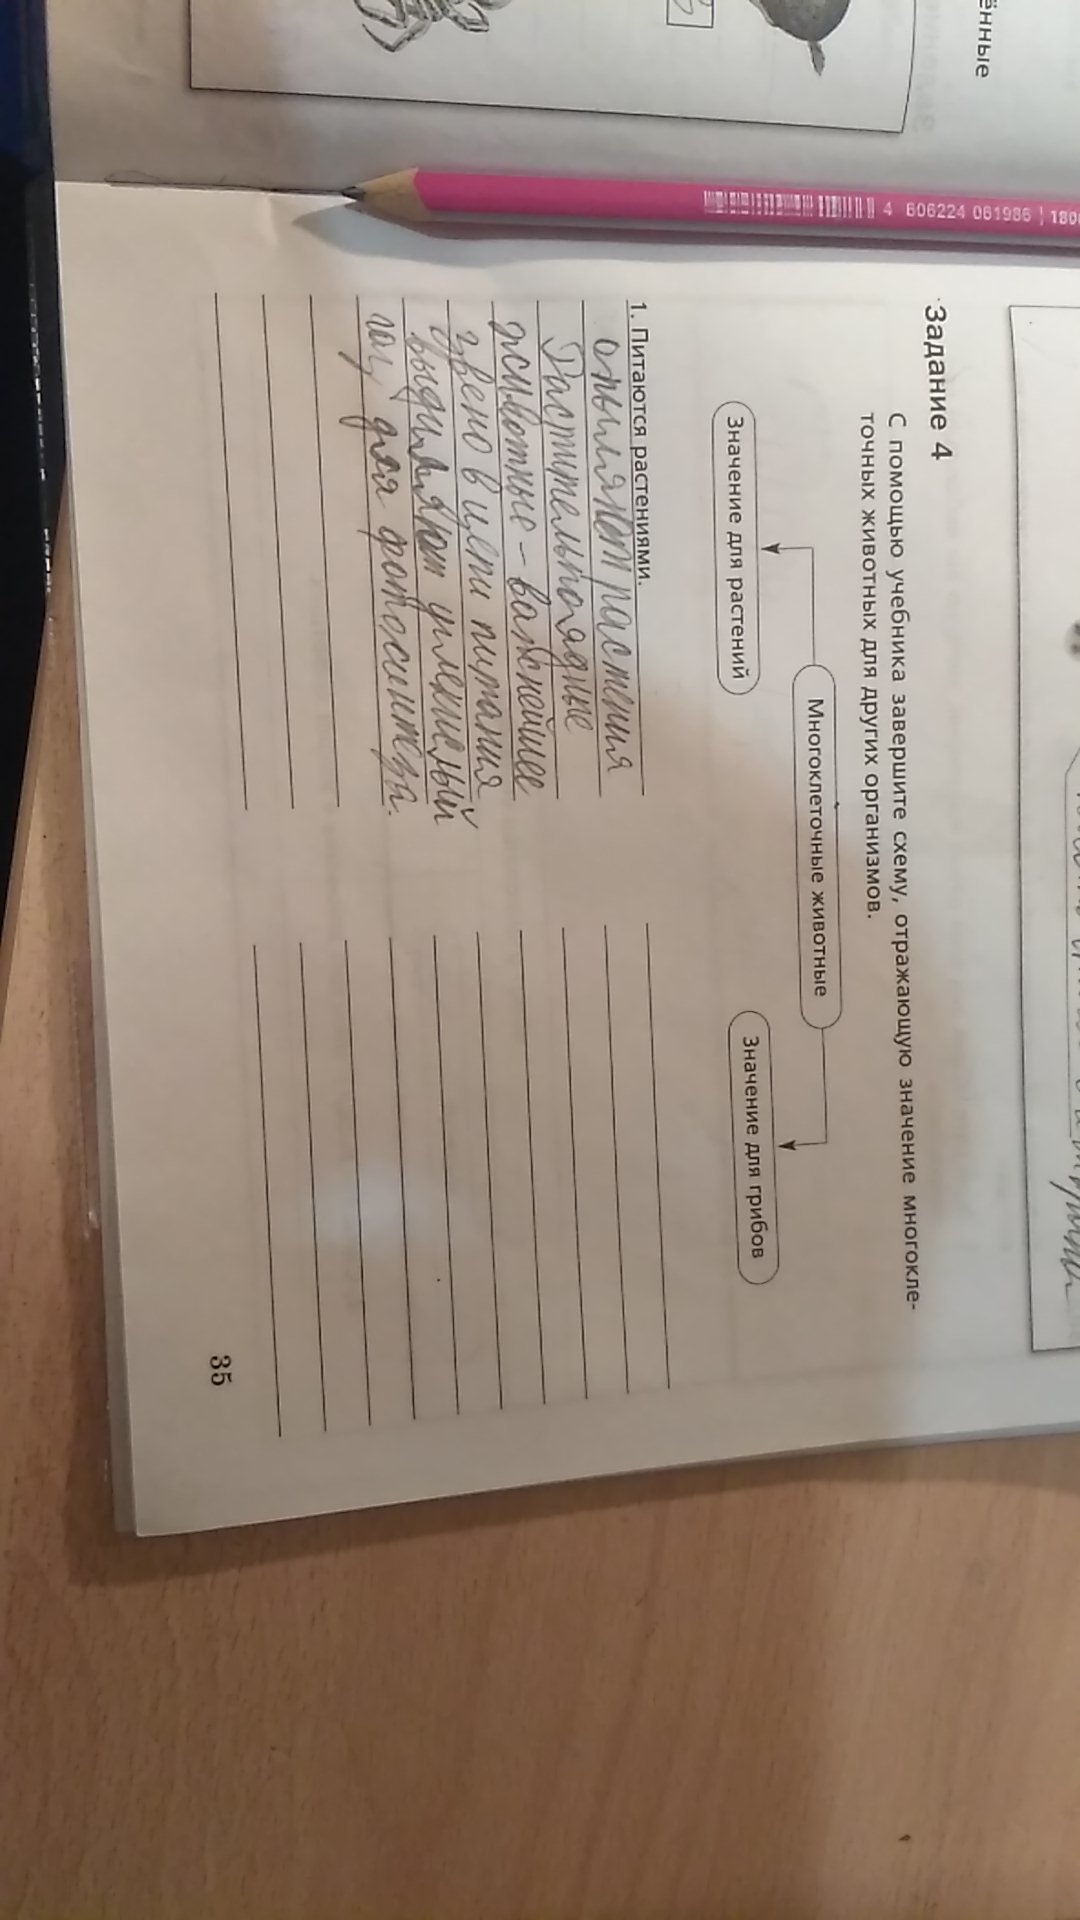 ённые
4 606224 061986
Задание 4
С помощью учебника завершите схему, отражающую значение многокле-
точных животных для других организмов.
Многоклеточные животные
Значение для растений
Значение для грибов
1. Питаются растениями.
опыляют растения
Растительноядные
животные – важнейшее
звено в цепи питания
выделяют углекислый
газ для фотосинтеза.
35